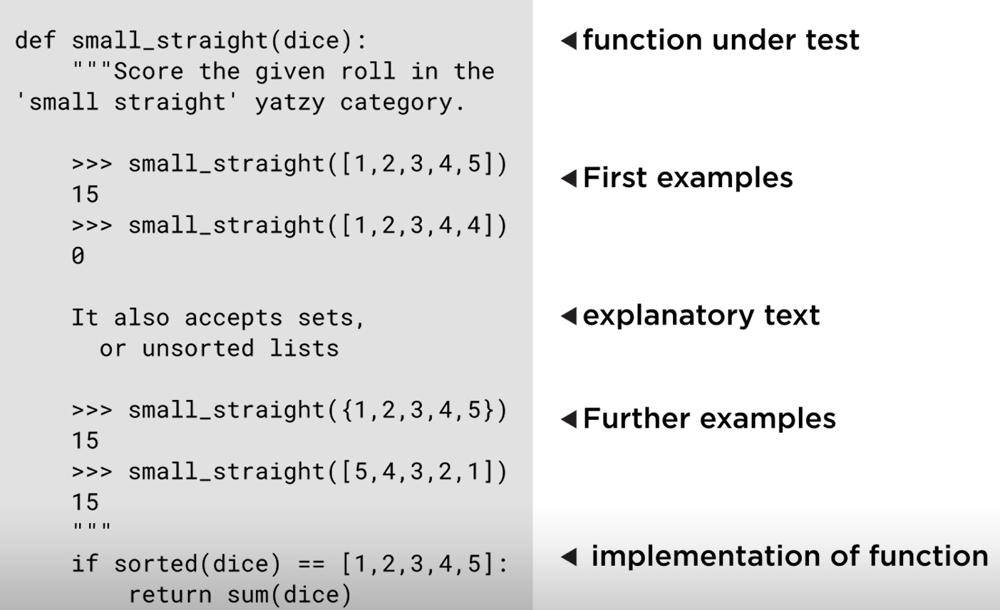 def small_straight(dice):
    """Score the given roll in the
'small straight' yatzy category.
    >>> small_straight([1,2,3,4,5])
    15
    >>> small_straight([1,2,3,4,4])
    0
    It also accepts sets,
      or unsorted lists
    >>> small_straight({1,2,3,4,5})
    15
    >>> small_straight([5,4,3,2,1])
    15
    """
    if sorted(dice) == [1,2,3,4,5]:
        return sum(dice)
function under test
First examples
explanatory text
Further examples
implementation of function